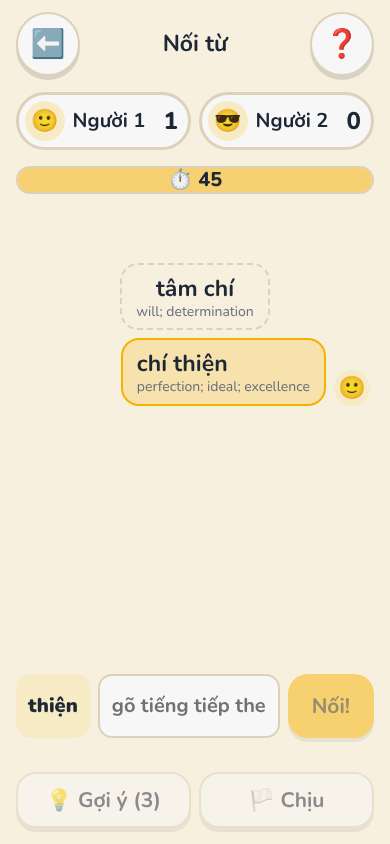 Nối từ
Người 1 1
Người 2 0
45
tâm chí
will; determination
chí thiện
perfection; ideal; excellence
thiện
gõ tiếng tiếp the
Nối!
Gợi ý (3)
Chịu